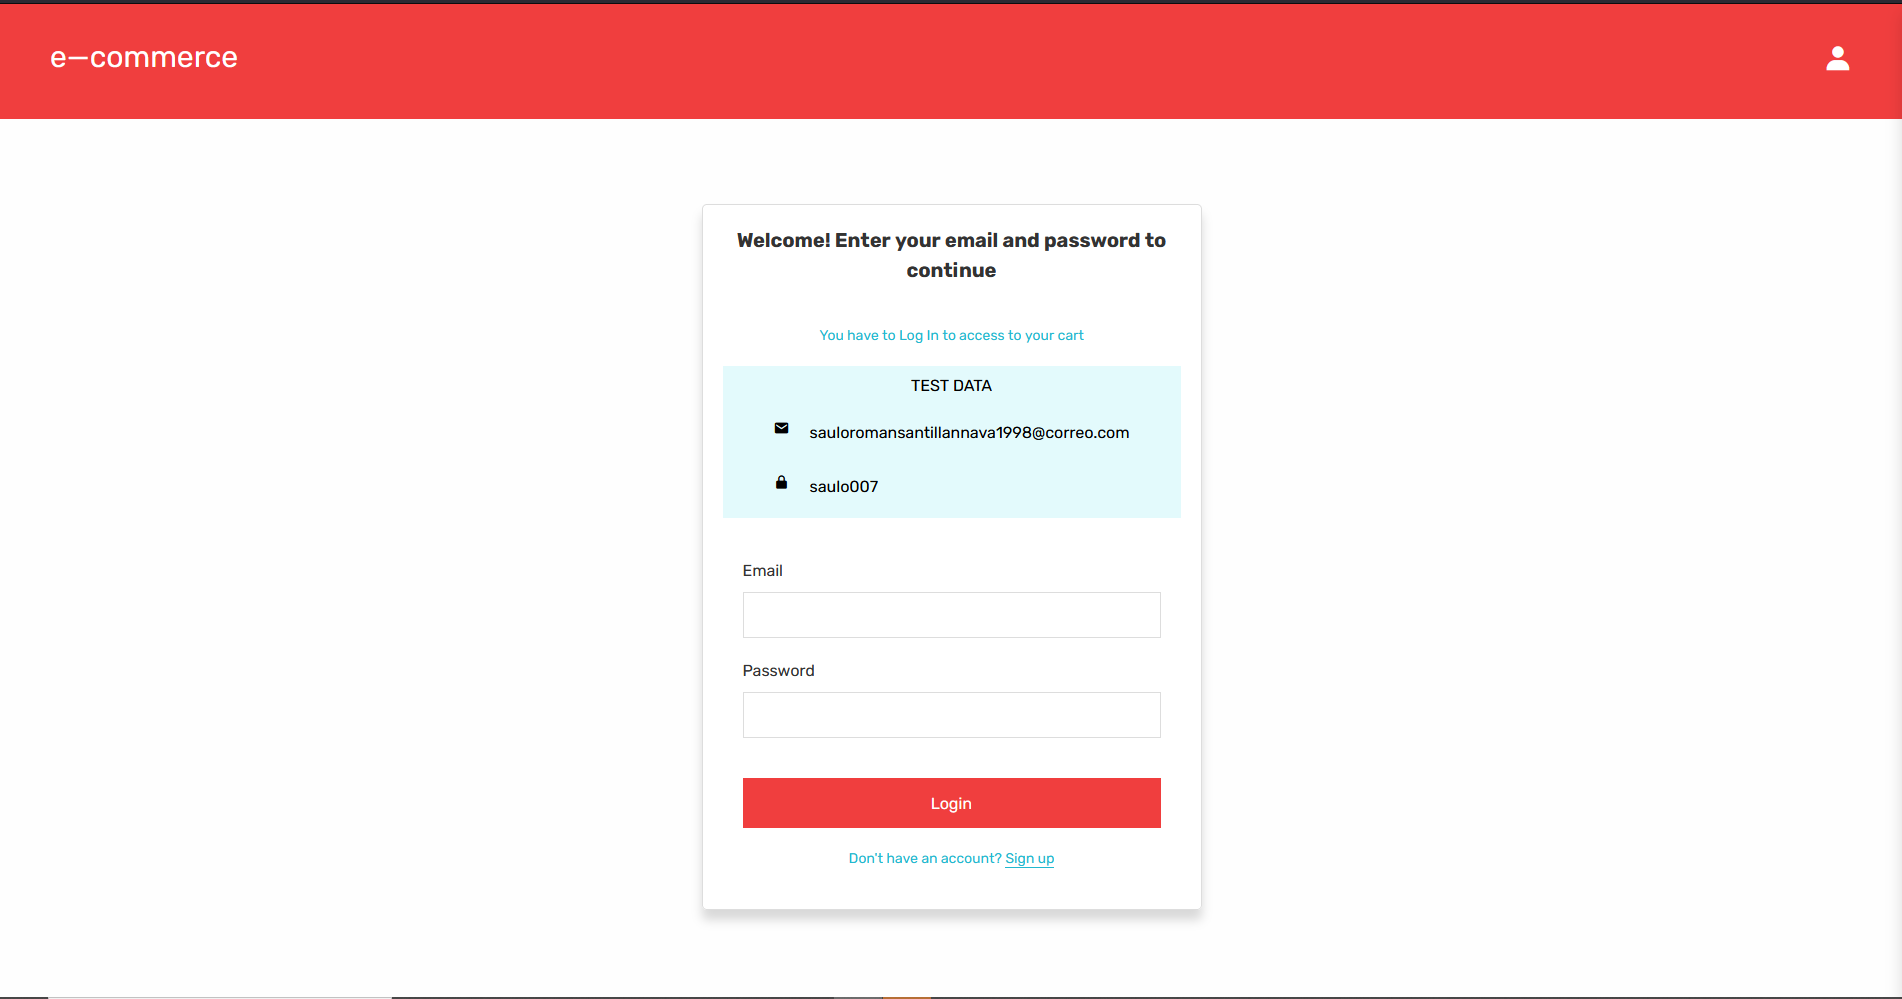 e—commerce
Welcome! Enter your email and password to
continue
You have to Log In to access to your cart
TEST DATA
sauloromansantillannava1998@correo.com
saulo007
Email
Password
Login
Don't have an account? Sign up